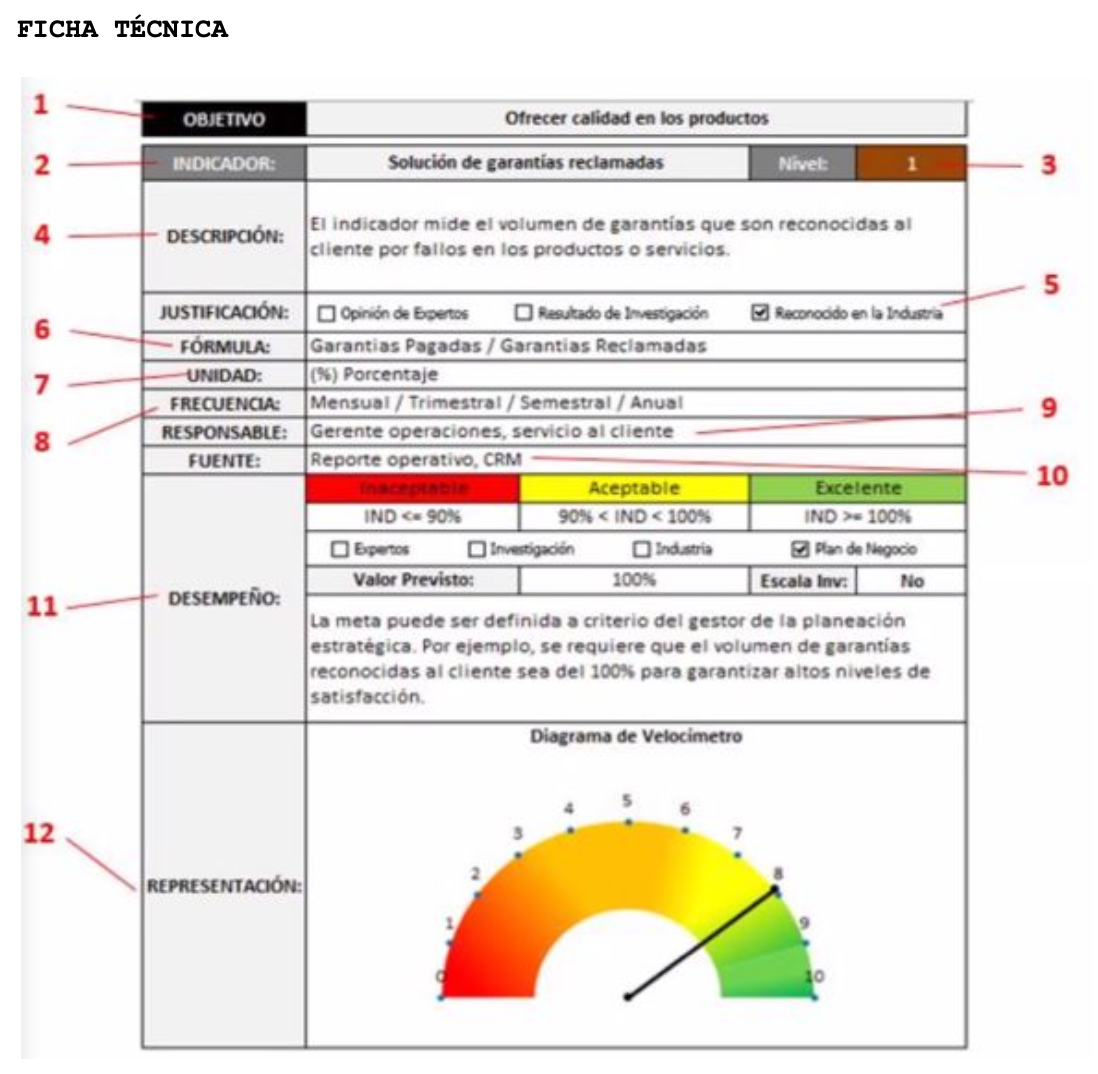 FICHA TÉCNICA
1 OBJETIVO Ofrecer calidad en los productos
2 INDICADOR: Solución de garantías reclamadas Nivel: 1 3
4 DESCRIPCIÓN: El indicador mide el volumen de garantías que son reconocidas al
cliente por fallos en los productos o servicios.
5
JUSTIFICACIÓN: Opinión de Expertos Resultado de Investigación Reconocido en la Industria
6 FÓRMULA: Garantias Pagadas / Garantias Reclamadas
7 UNIDAD: (%) Porcentaje
8 FRECUENCIA: Mensual / Trimestral / Semestral / Anual
RESPONSABLE: Gerente operaciones, servicio al cliente 9
FUENTE: Reporte operativo, CRM 10
11 DESEMPEÑO:
Inaceptable Aceptable Excelente
IND <= 90% 90% < IND < 100% IND >= 100%
Expertos Investigación Industria Plan de Negocio
Valor Previsto: 100% Escala Inv: No
La meta puede ser definida a criterio del gestor de la planeación
estratégica. Por ejemplo, se requiere que el volumen de garantías
reconocidas al cliente sea del 100% para garantizar altos niveles de
satisfacción.
12 REPRESENTACIÓN:
Diagrama de Velocímetro
0 1 2 3 4 5 6 7 8 9 10